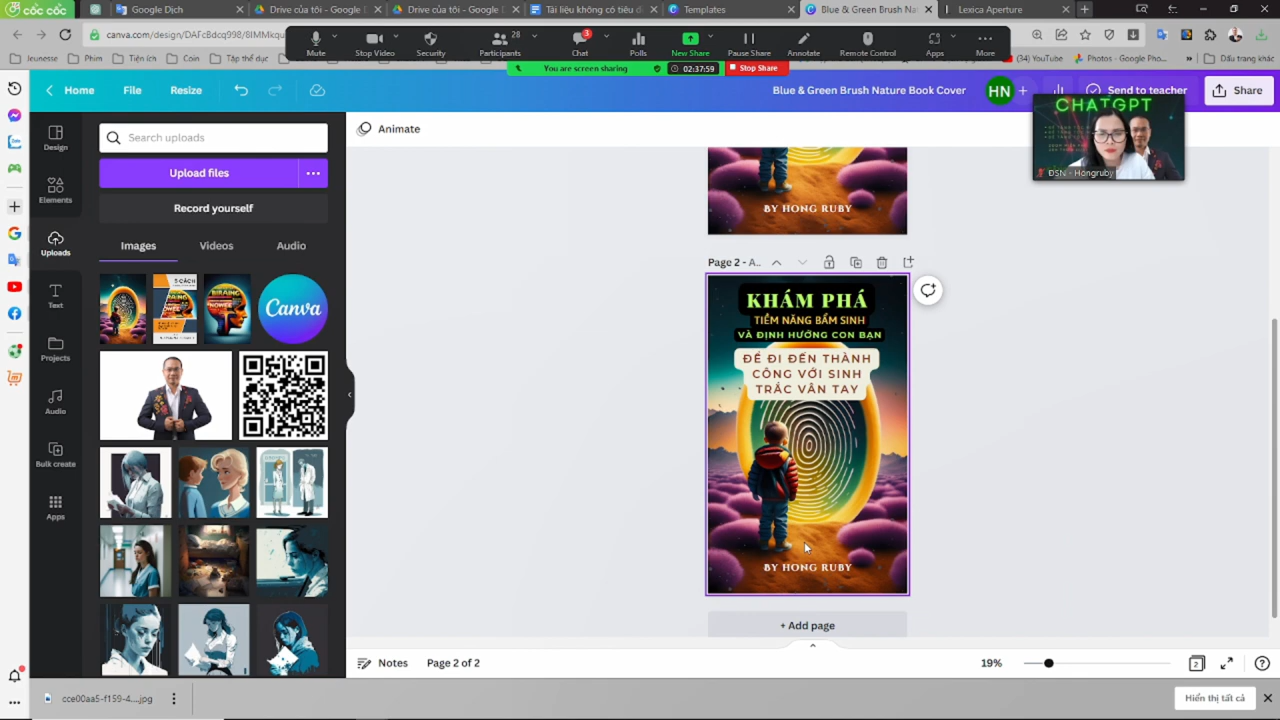 cốc cốc
Google Dịch
Drive của tôi - Google D
Drive của tôi - Google D
Tài liệu không có tiêu đ
Templates
Blue & Green Brush Na
Lexica Aperture
canva.com/design/DAFcBdcq998/8IMMkqu
Jeunesse
Phim
Tiện ích
Coin
Tập thể dục
(34) YouTube
Photos - Google Pho...
Dấu trang khác
Mute
Stop Video
Security
Participants
28
Chat
3
Polls
New Share
Pause Share
Annotate
Remote Control
Apps
More
You are screen sharing
02:37:59
Stop Share
Home
File
Resize
Blue & Green Brush Nature Book Cover
HN
Send to teacher
Share
Design
Elements
Uploads
Text
Projects
Audio
Bulk create
Apps
Search uploads
Upload files
Record yourself
Images
Videos
Audio
Canva
Animate
CHATGPT
ĐSN - Hongruby
BY HONG RUBY
Page 2 - A..
KHÁM PHÁ
TIỀM NĂNG BẨM SINH
VÀ ĐỊNH HƯỚNG CON BẠN
ĐỂ ĐI ĐẾN THÀNH
CÔNG VỚI SINH
TRẮC VÂN TAY
BY HONG RUBY
+ Add page
Notes
Page 2 of 2
19%
2
cce00aa5-f159-4....jpg
Hiển thị tất cả